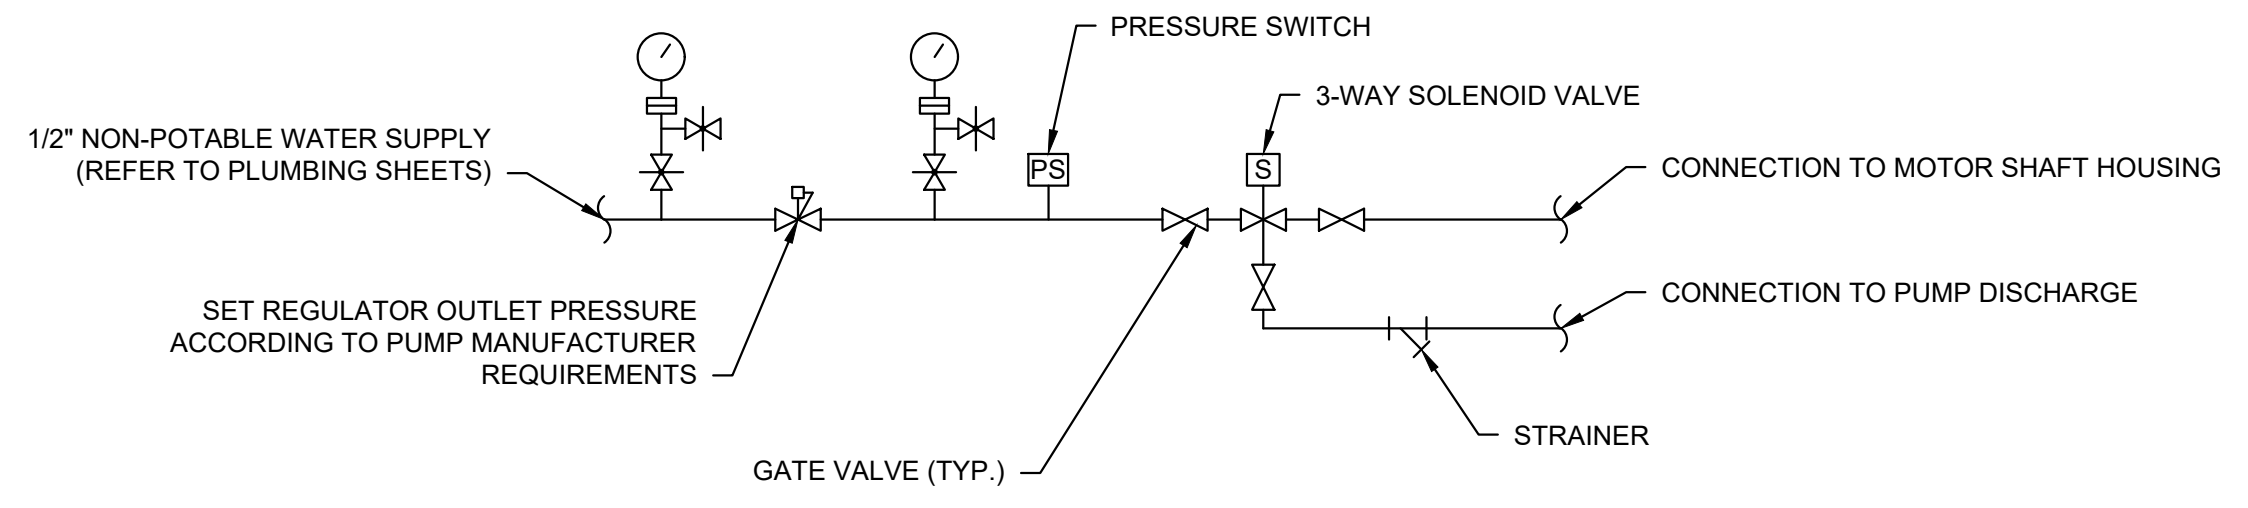 PRESSURE SWITCH
3-WAY SOLENOID VALVE
1/2" NON-POTABLE WATER SUPPLY
(REFER TO PLUMBING SHEETS)
PS
S
CONNECTION TO MOTOR SHAFT HOUSING
SET REGULATOR OUTLET PRESSURE
ACCORDING TO PUMP MANUFACTURER
REQUIREMENTS
CONNECTION TO PUMP DISCHARGE
STRAINER
GATE VALVE (TYP.)